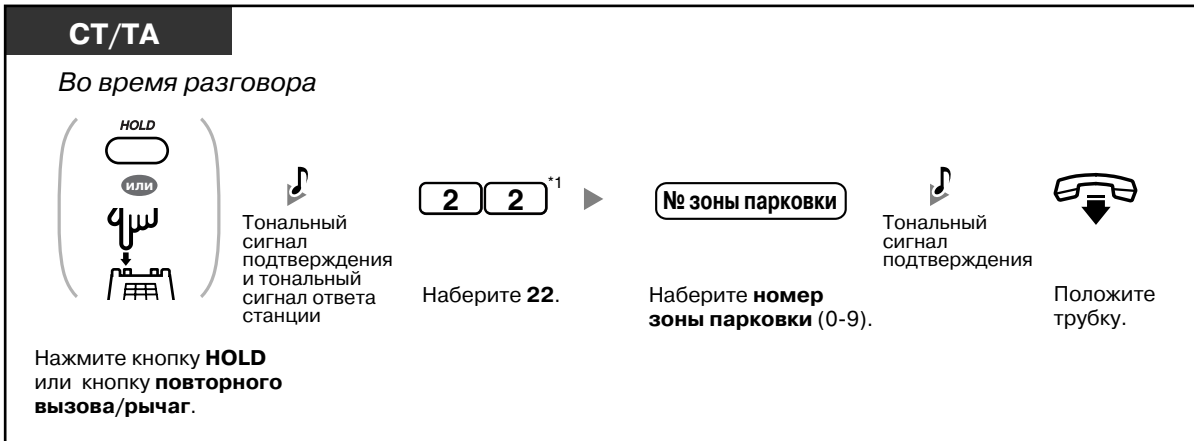 СТ/ТА
Во время разговора
HOLD
или
Тональный
сигнал
подтверждения
и тональный
сигнал ответа
станции
2 2 *1
№ зоны парковки
Тональный
сигнал
подтверждения
Наберите 22.
Наберите номер
зоны парковки (0-9).
Положите
трубку.
Нажмите кнопку HOLD
или кнопку повторного
вызова/рычаг.